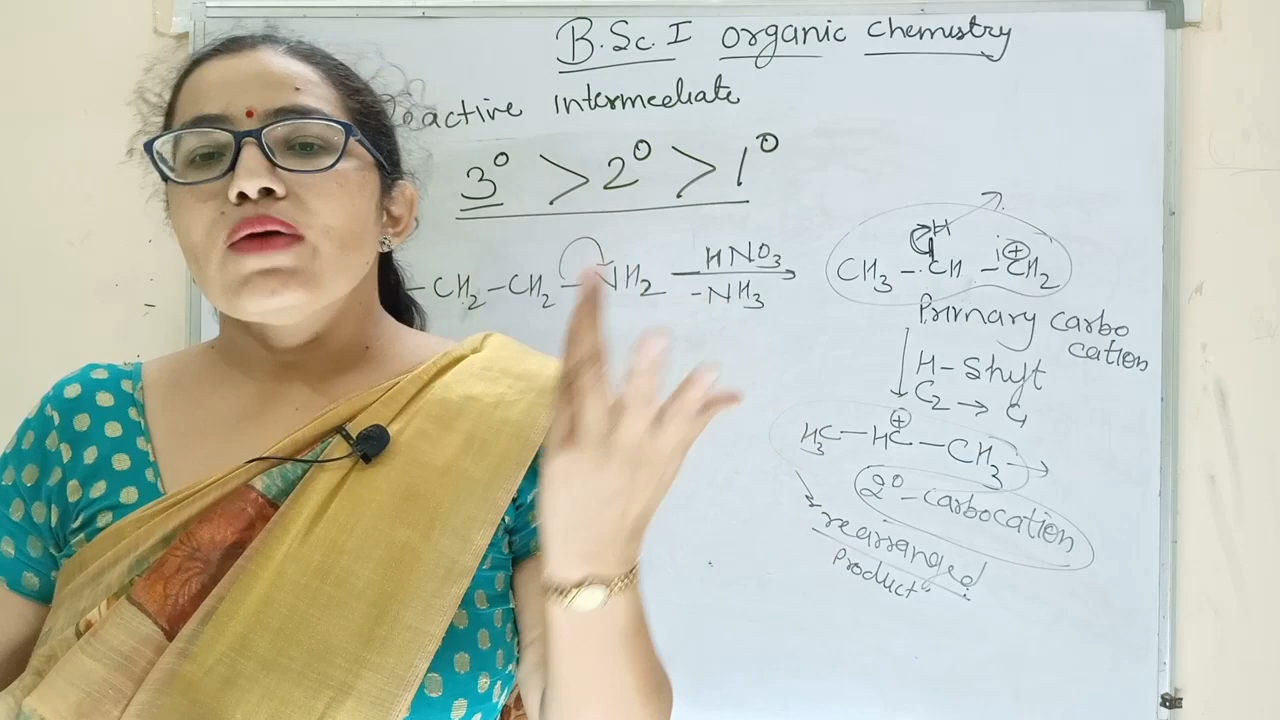 B.Sc. I organic chemistry
Reactive Intermediate
3° > 2° > 1°
-CH2-CH2-NH2 HNO3
-NH3
H
CH3-CH-CH2 ⊕
Primary carbo
cation
H-Shyt
C2 → C1
⊕
H3C-HC-CH3
2°-carbocation
"rearranged
Product"